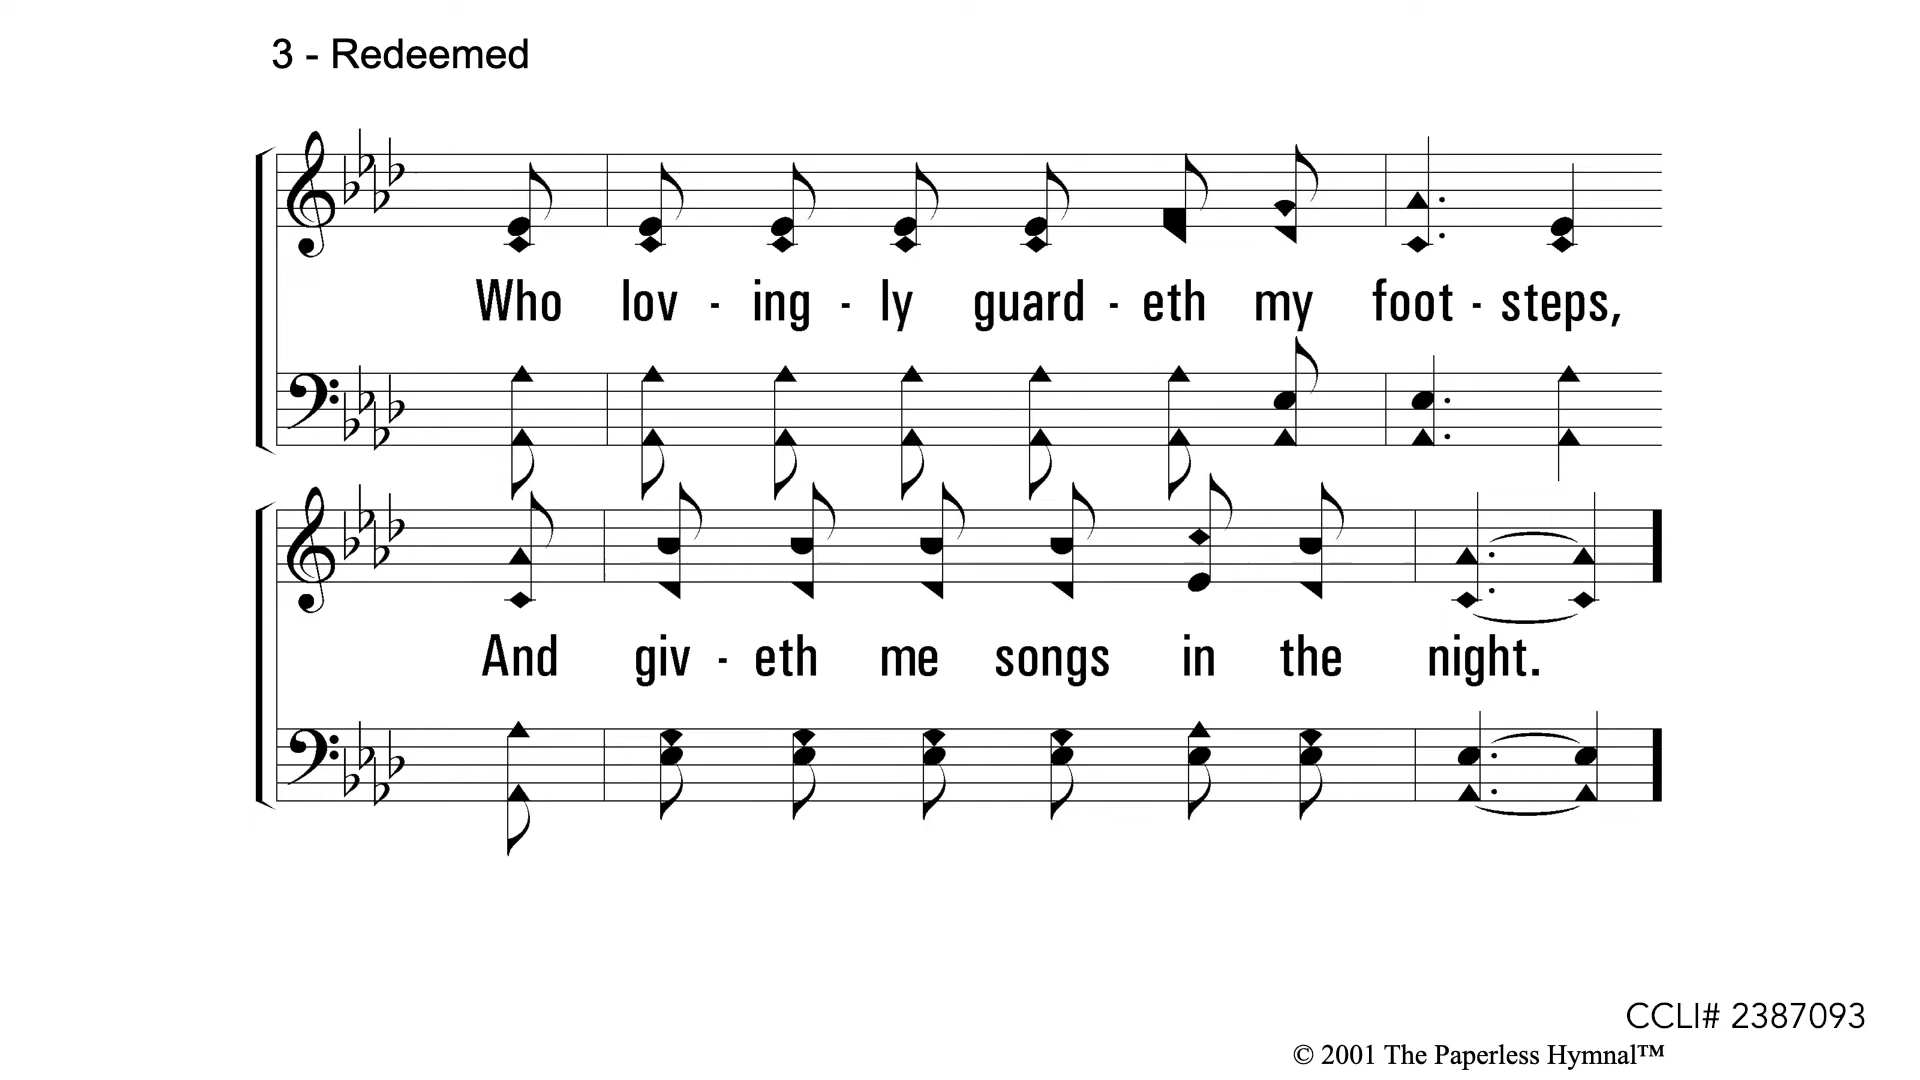 3 - Redeemed
Who lov - ing - ly guard - eth my foot - steps,
And giv - eth me songs in the night.
CCLI# 2387093
© 2001 The Paperless Hymnal™